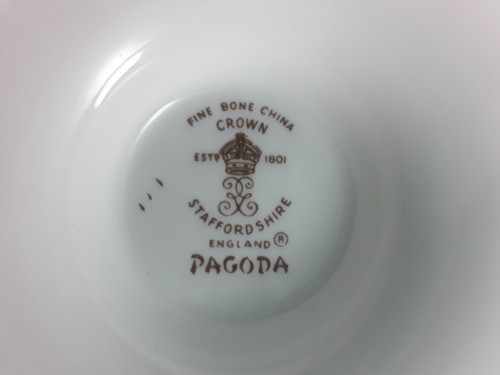 FINE BONE CHINA
CROWN
ESTD 1801
STAFFORDSHIRE
ENGLAND ®
PAGODA